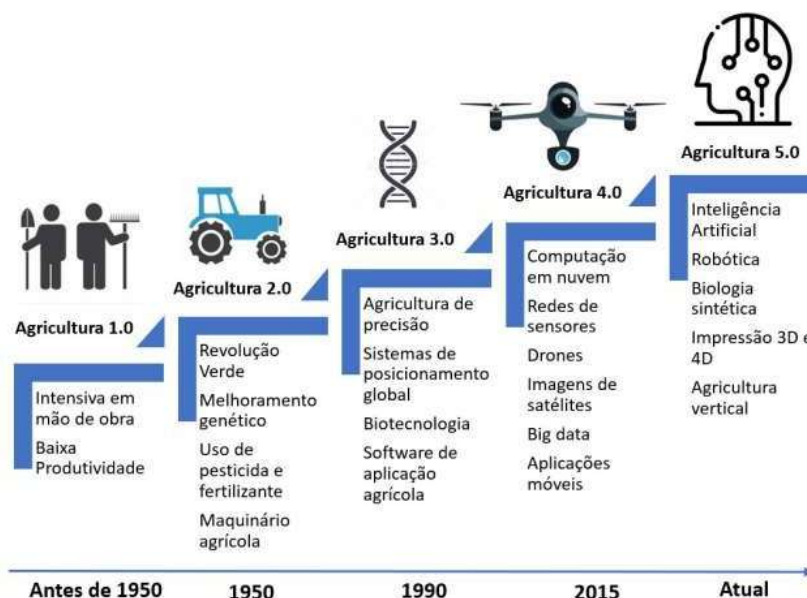 Agricultura 1.0
Intensiva em
mão de obra
Baixa
Produtividade
Antes de 1950
Agricultura 2.0
Revolução
Verde
Melhoramento
genético
Uso de
pesticida e
fertilizante
Maquinário
agrícola
1950
Agricultura 3.0
Agricultura de
precisão
Sistemas de
posicionamento
global
Biotecnologia
Software de
aplicação
agrícola
1990
Agricultura 4.0
Computação
em nuvem
Redes de
sensores
Drones
Imagens de
satélites
Big data
Aplicações
móveis
2015
Agricultura 5.0
Inteligência
Artificial
Robótica
Biologia
sintética
Impressão 3D e
4D
Agricultura
vertical
Atual